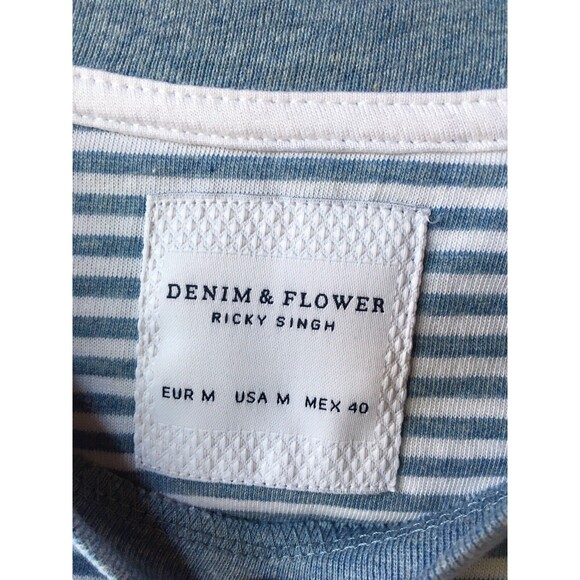 DENIM & FLOWER
RICKY SINGH
EUR M USA M MEX 40